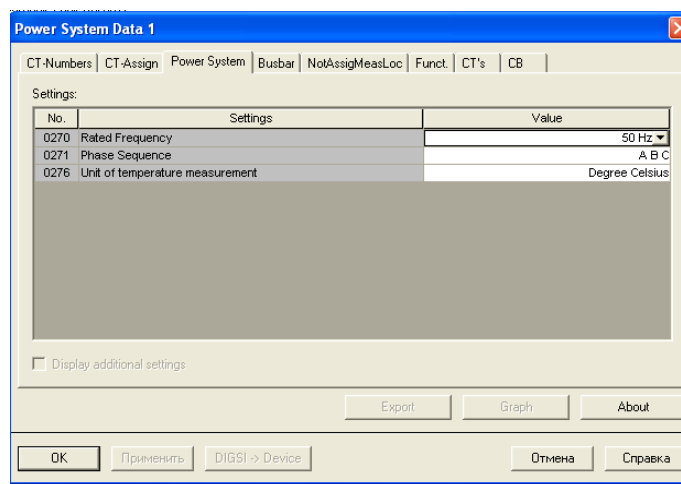 Power System Data 1
CT-Numbers CT-Assign Power System Busbar NotAssigMeasLoc Funct. CT's CB
Settings:
No. Settings Value
0270 Rated Frequency 50 Hz
0271 Phase Sequence A B C
0276 Unit of temperature measurement Degree Celsius
Display additional settings
Export Graph About
OK Применить DIGSI -> Device Отмена Справка